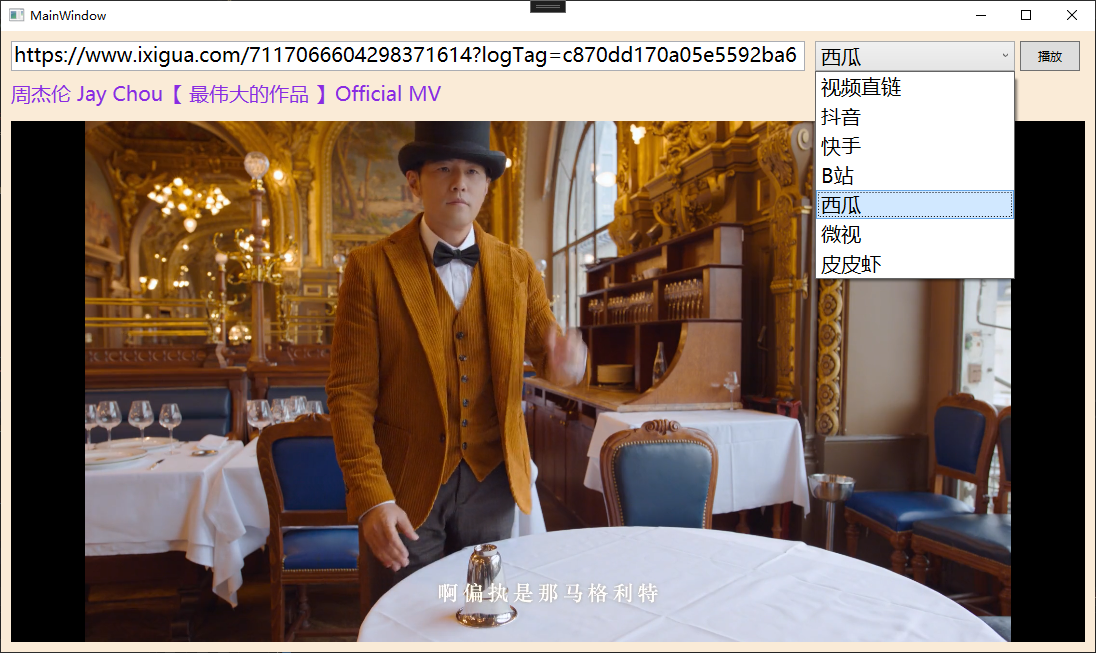 MainWindow
https://www.ixigua.com/7117066604298371614?logTag=c870dd170a05e5592ba6
西瓜
播放
周杰伦 Jay Chou【 最伟大的作品 】Official MV
视频直链
抖音
快手
B站
西瓜
微视
皮皮虾
啊偏执是那马格利特